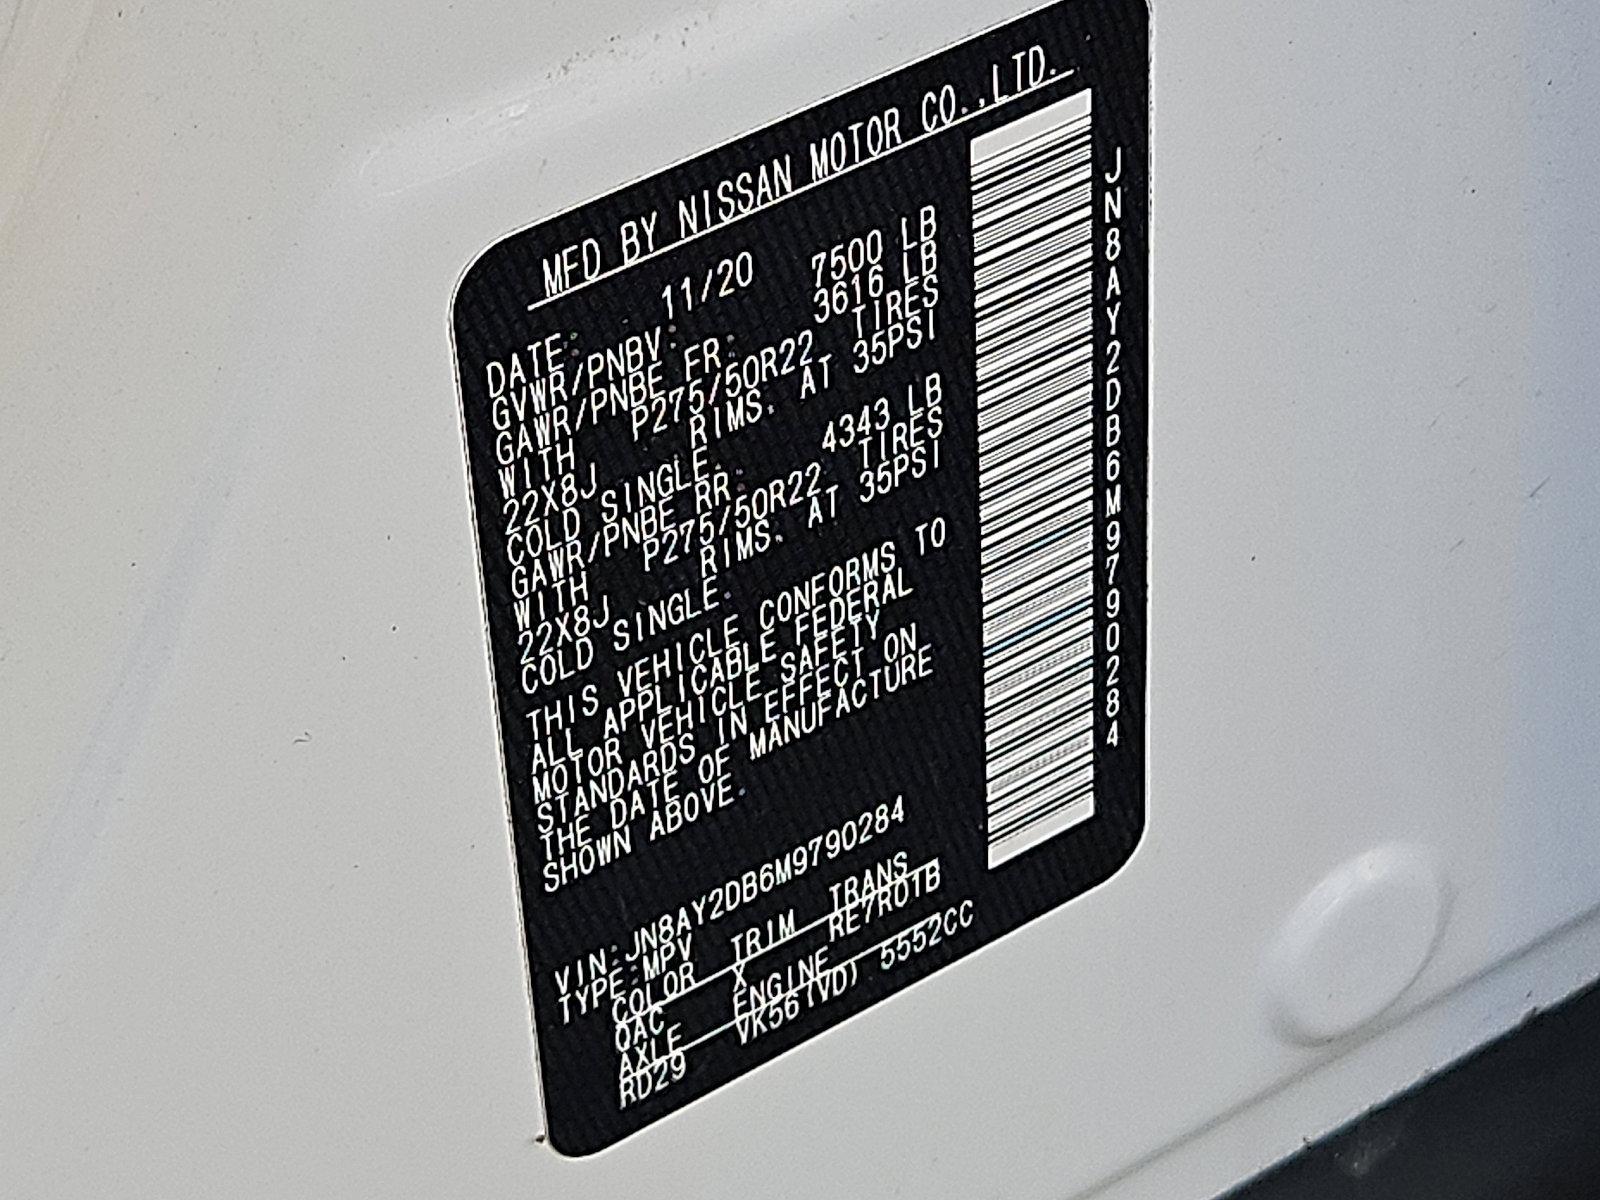 MFD BY NISSAN MOTOR CO.,LTD.
DATE: 11/20
GVWR/PNBV: 7500 LB
GAWR/PNBE FR: 3616 LB
WITH P275/50R22 TIRES
22X8J RIMS, AT 35PSI
COLD SINGLE.
GAWR/PNBE RR: 4343 LB
WITH P275/50R22 TIRES
22X8J RIMS, AT 35PSI
COLD SINGLE.
THIS VEHICLE CONFORMS TO
ALL APPLICABLE FEDERAL
MOTOR VEHICLE SAFETY
STANDARDS IN EFFECT ON
THE DATE OF MANUFACTURE
SHOWN ABOVE.
VIN:JN8AY2DB6M9790284
TYPE:MPV
COLOR TRIM TRANS
QAC X RE7R01B
AXLE ENGINE
RD29 VK56(VD) 5552CC
JN8AY2DB6M9790284